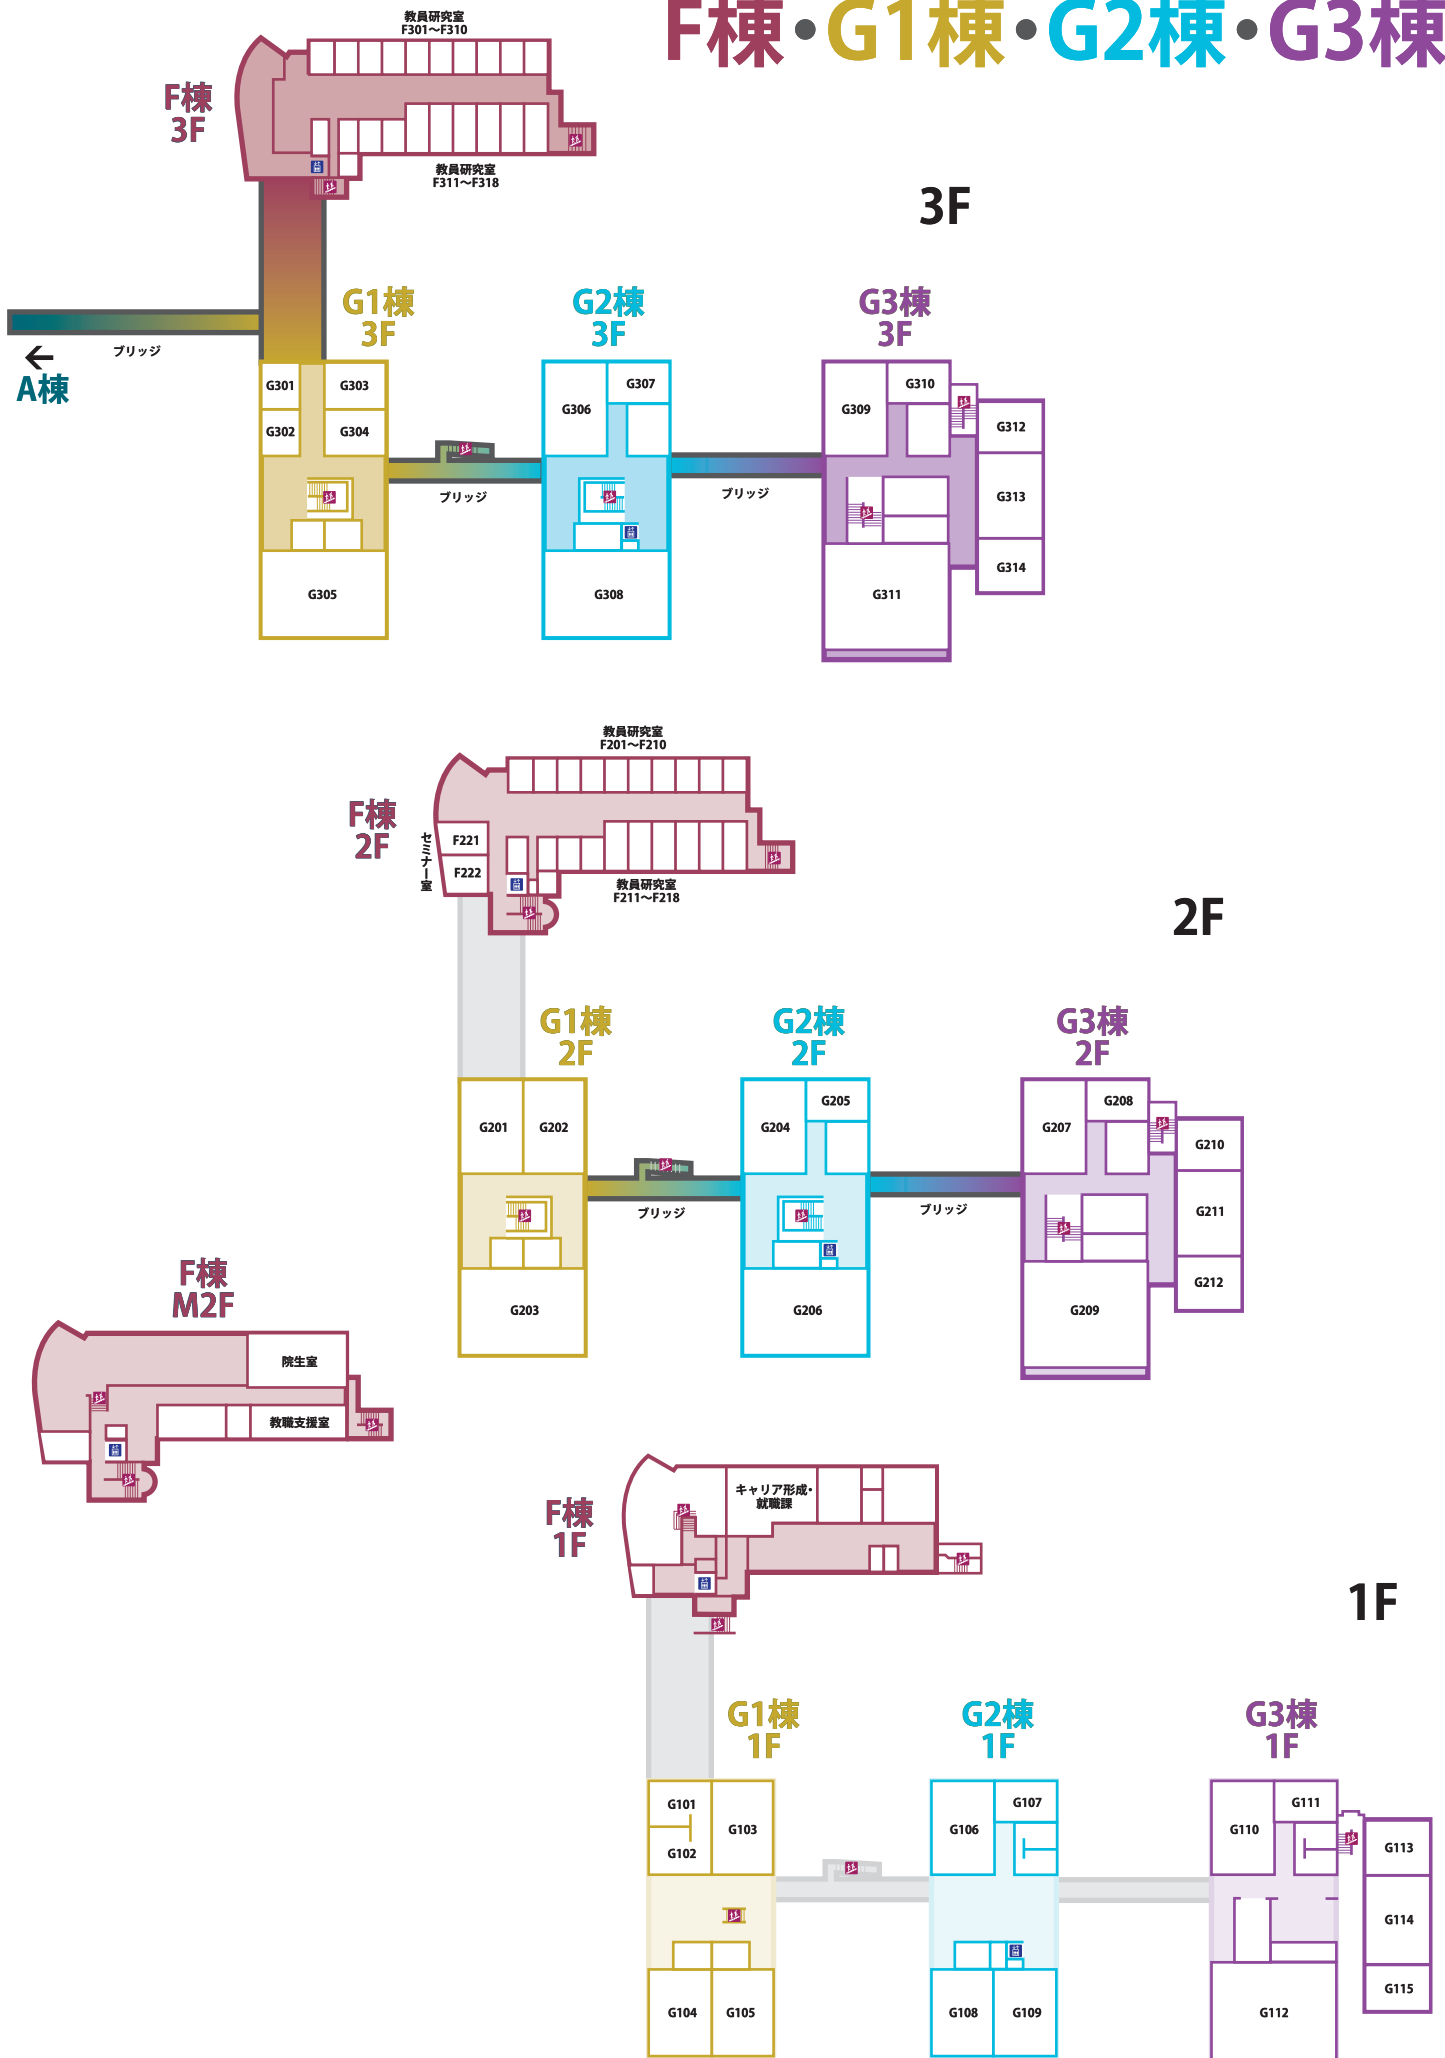 F棟・G1棟・G2棟・G3棟
教員研究室
F301〜F310
F棟
3F
教員研究室
F311〜F318
3F
G1棟
3F
G2棟
3F
G3棟
3F
ブリッジ
←
A棟
G301
G303
G302
G304
G305
ブリッジ
G306
G307
G308
ブリッジ
G309
G310
G311
G312
G313
G314
教員研究室
F201〜F210
F棟
2F
セミナー室
F221
F222
教員研究室
F211〜F218
2F
G1棟
2F
G2棟
2F
G3棟
2F
G201
G202
G203
ブリッジ
G204
G205
G206
ブリッジ
G207
G208
G209
G210
G211
G212
F棟
M2F
院生室
教職支援室
F棟
1F
キャリア形成・
就職課
1F
G1棟
1F
G2棟
1F
G3棟
1F
G101
G102
G103
G104
G105
G106
G107
G108
G109
G110
G111
G112
G113
G114
G115